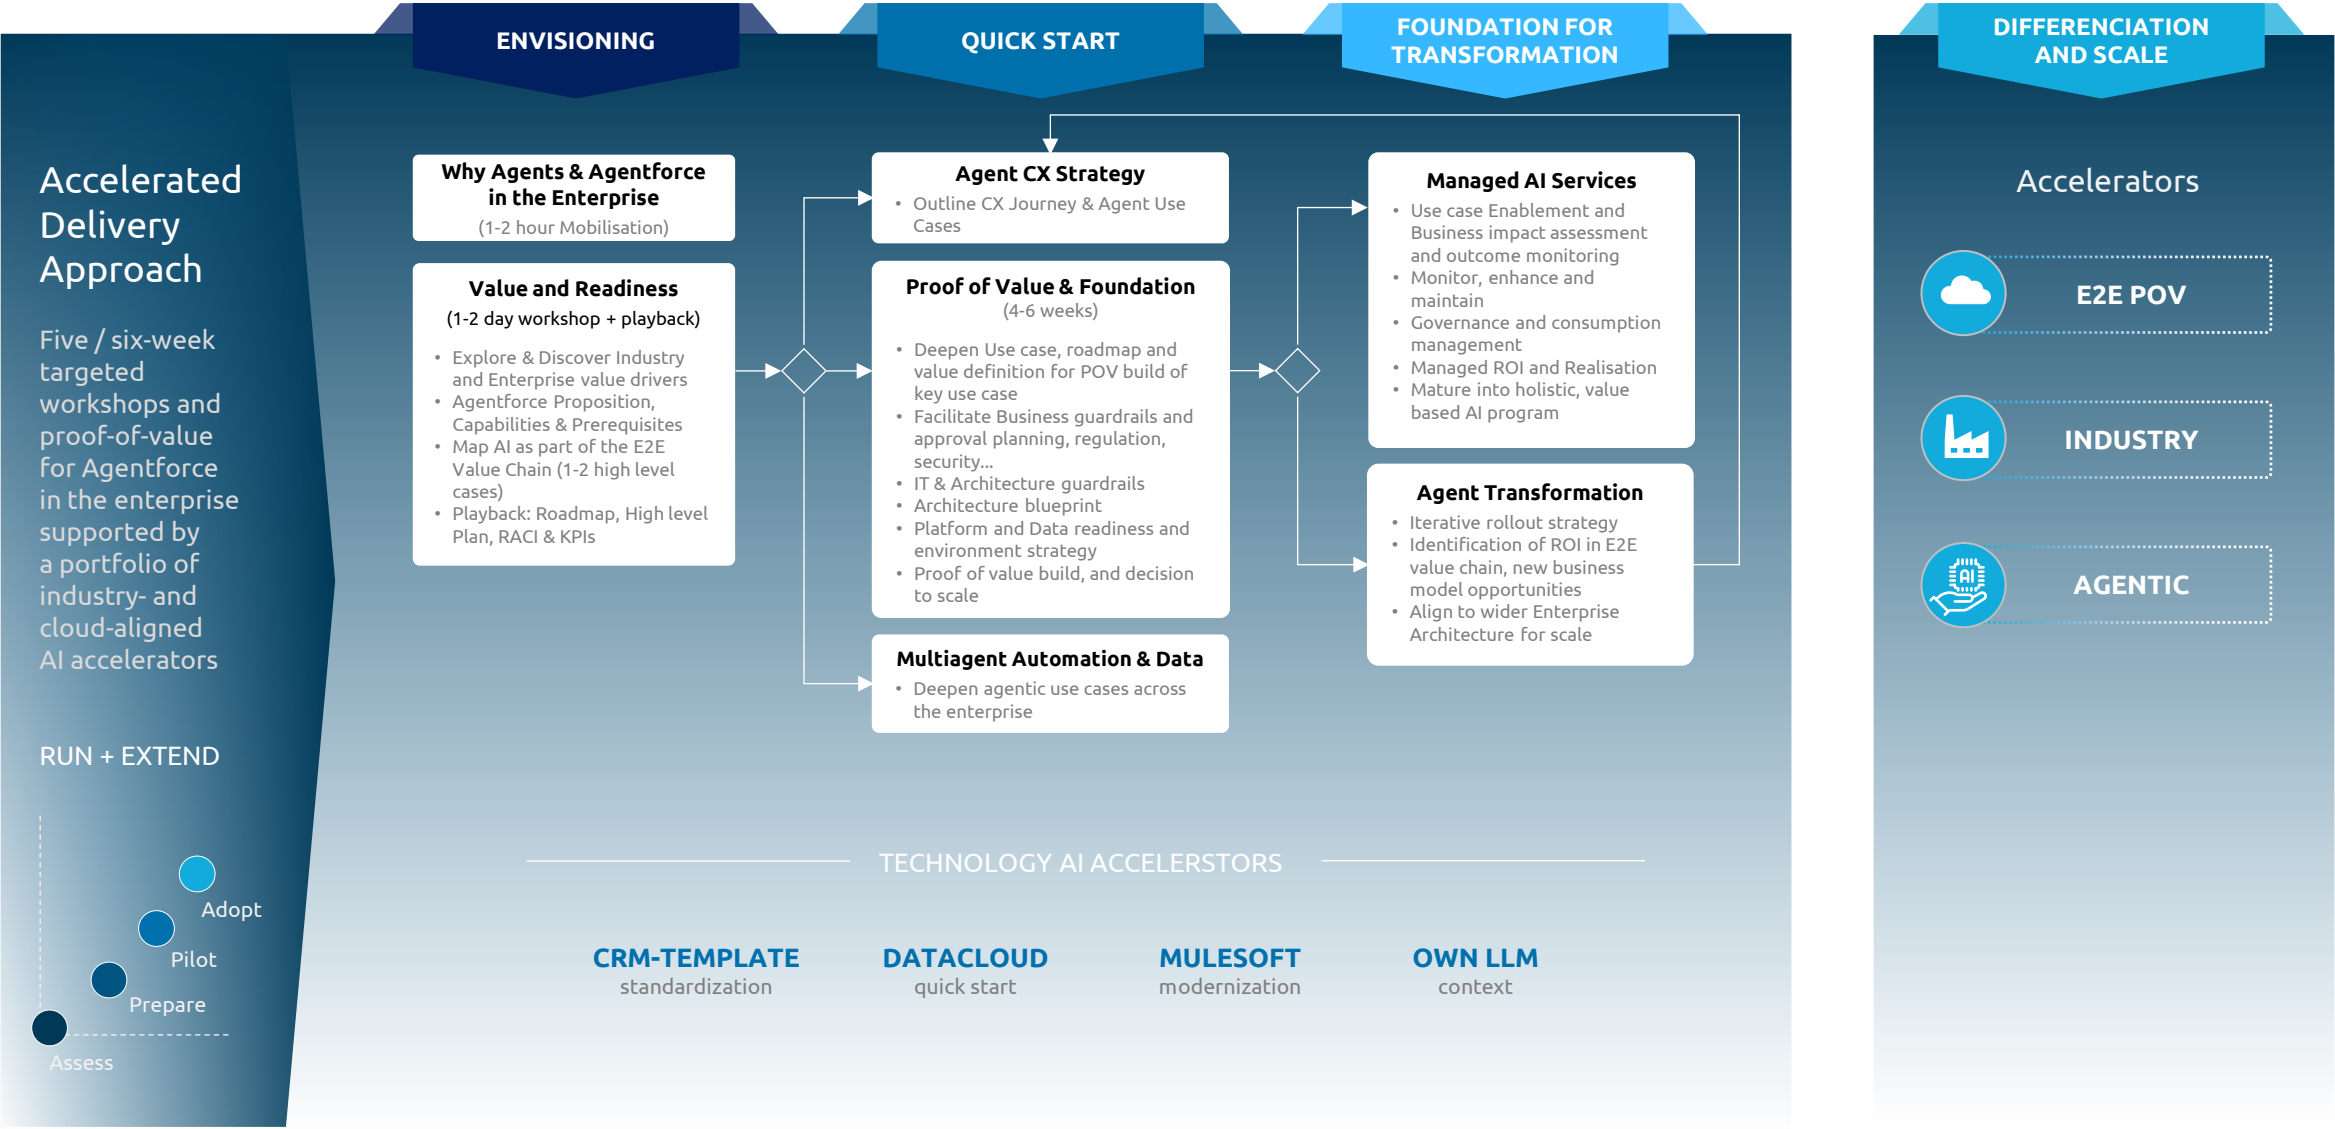 ENVISIONING
QUICK START
FOUNDATION FOR
TRANSFORMATION
DIFFERENCIATION
AND SCALE
Accelerated
Delivery
Approach
Five / six-week
targeted
workshops and
proof-of-value
for Agentforce
in the enterprise
supported by
a portfolio of
industry- and
cloud-aligned
AI accelerators
RUN + EXTEND
Adopt
Pilot
Prepare
Assess
Why Agents & Agentforce
in the Enterprise
(1-2 hour Mobilisation)
Value and Readiness
(1-2 day workshop + playback)
• Explore & Discover Industry
and Enterprise value drivers
• Agentforce Proposition,
Capabilities & Prerequisites
• Map AI as part of the E2E
Value Chain (1-2 high level
cases)
• Playback: Roadmap, High level
Plan, RACI & KPIs
Agent CX Strategy
• Outline CX Journey & Agent Use
Cases
Proof of Value & Foundation
(4-6 weeks)
• Deepen Use case, roadmap and
value definition for POV build of
key use case
• Facilitate Business guardrails and
approval planning, regulation,
security...
• IT & Architecture guardrails
• Architecture blueprint
• Platform and Data readiness and
environment strategy
• Proof of value build, and decision
to scale
Multiagent Automation & Data
• Deepen agentic use cases across
the enterprise
Managed AI Services
• Use case Enablement and
Business impact assessment
and outcome monitoring
• Monitor, enhance and
maintain
• Governance and consumption
management
• Managed ROI and Realisation
• Mature into holistic, value
based AI program
Agent Transformation
• Iterative rollout strategy
• Identification of ROI in E2E
value chain, new business
model opportunities
• Align to wider Enterprise
Architecture for scale
TECHNOLOGY AI ACCELERSTORS
CRM-TEMPLATE
standardization
DATACLOUD
quick start
MULESOFT
modernization
OWN LLM
context
Accelerators
E2E POV
INDUSTRY
AI
AGENTIC